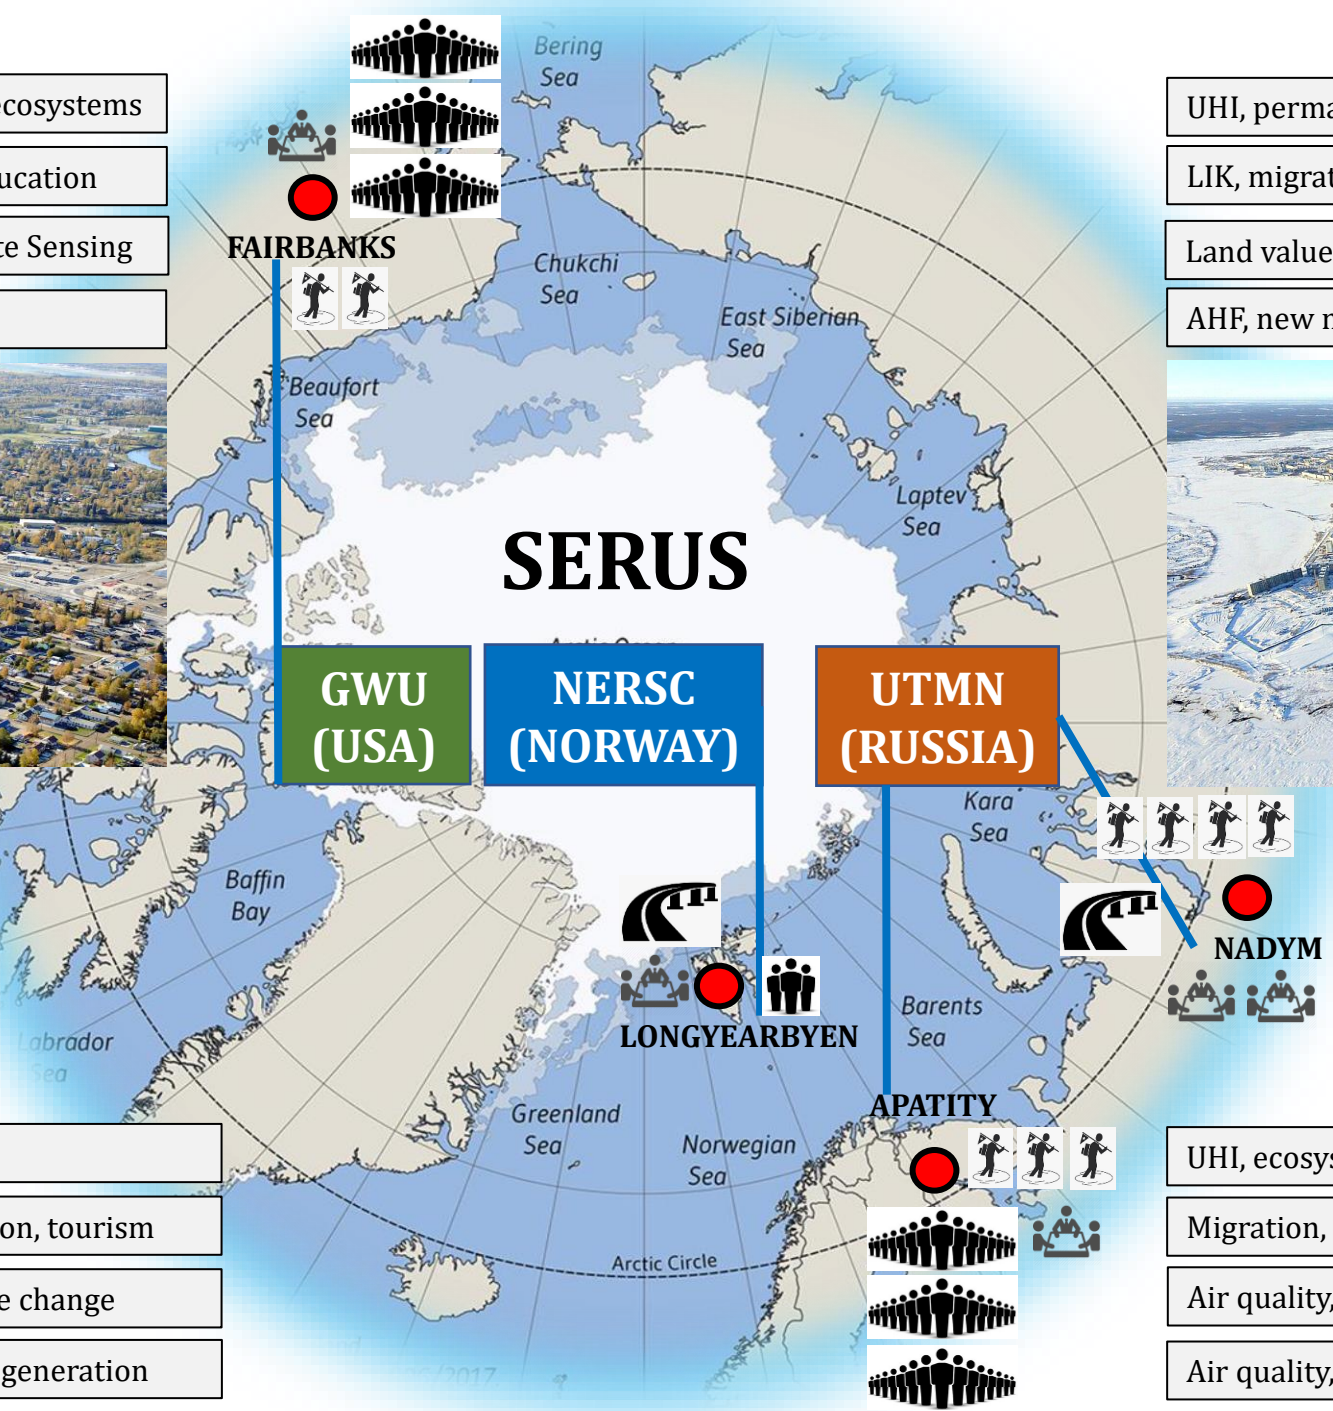 Bering
Sea
ecosystems
UHI, perma
ucation
LIK, migrat
te Sensing
Land value
FAIRBANKS
AHF, new n
Chukchi
Sea
East Siberian
Sea
Beaufort
Sea
Laptev
Sea
SERUS
Arctic Ocean
GWU
(USA)
NERSC
(NORWAY)
UTMN
(RUSSIA)
Kara
Sea
Baffin
Bay
NADYM
Barents
Sea
LONGYEARBYEN
Labrador
Sea
APATITY
Greenland
Sea
Norwegian
Sea
UHI, ecosys
on, tourism
Migration,
Arctic Circle
e change
Air quality,
generation
Air quality,
/2017